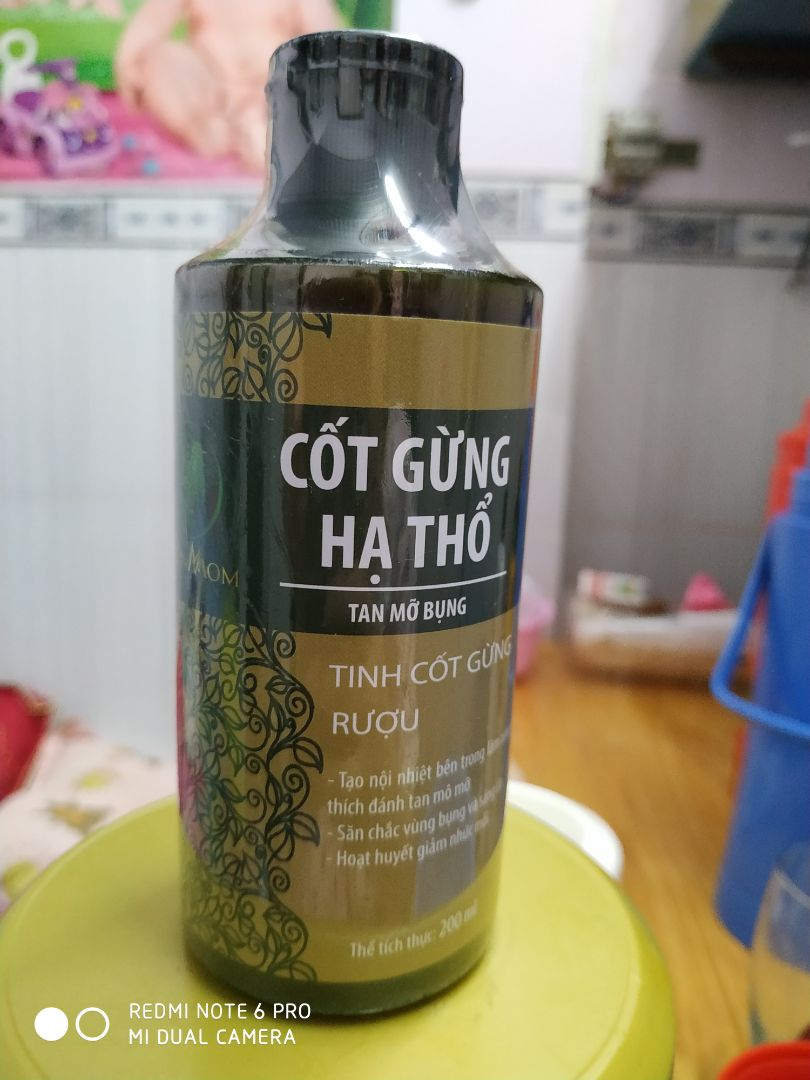 CỐT GỪNG
HẠ THỔ
TAN MỠ BỤNG
TINH CỐT GỪNG
RƯỢU
- Tạo nội nhiệt bên trong
thích đánh tan mô mỡ
- Săn chắc vùng bụng và
- Hoạt huyết giảm nhức mỏi
Thể tích thực: 200 ml
REDMI NOTE 6 PRO
MI DUAL CAMERA